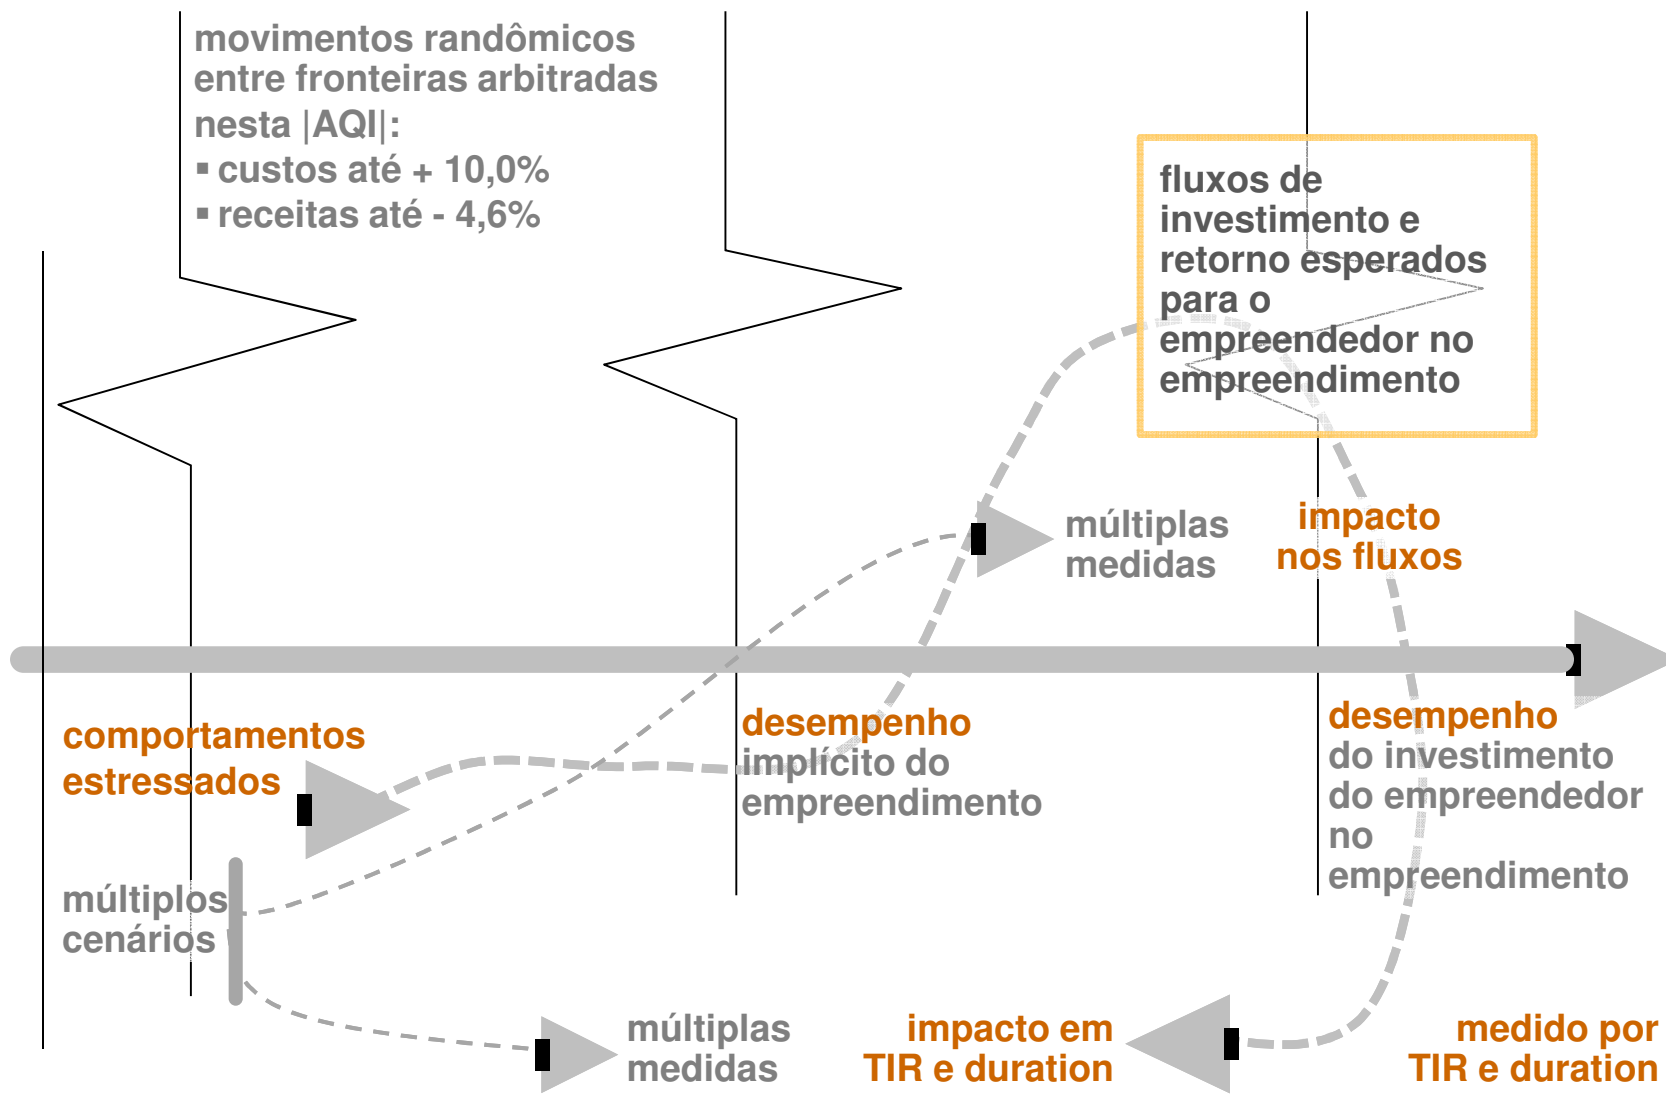 movimentos randômicos
entre fronteiras arbitradas
nesta |AQI|:
▪ custos até + 10,0%
▪ receitas até - 4,6%
fluxos de
investimento e
retorno esperados
para o
empreendedor no
empreendimento
múltiplas
medidas
impacto
nos fluxos
comportamentos
estressados
desempenho
implícito do
empreendimento
desempenho
do investimento
do empreendedor
no
empreendimento
múltiplos
cenários
múltiplas
medidas
impacto em
TIR e duration
medido por
TIR e duration